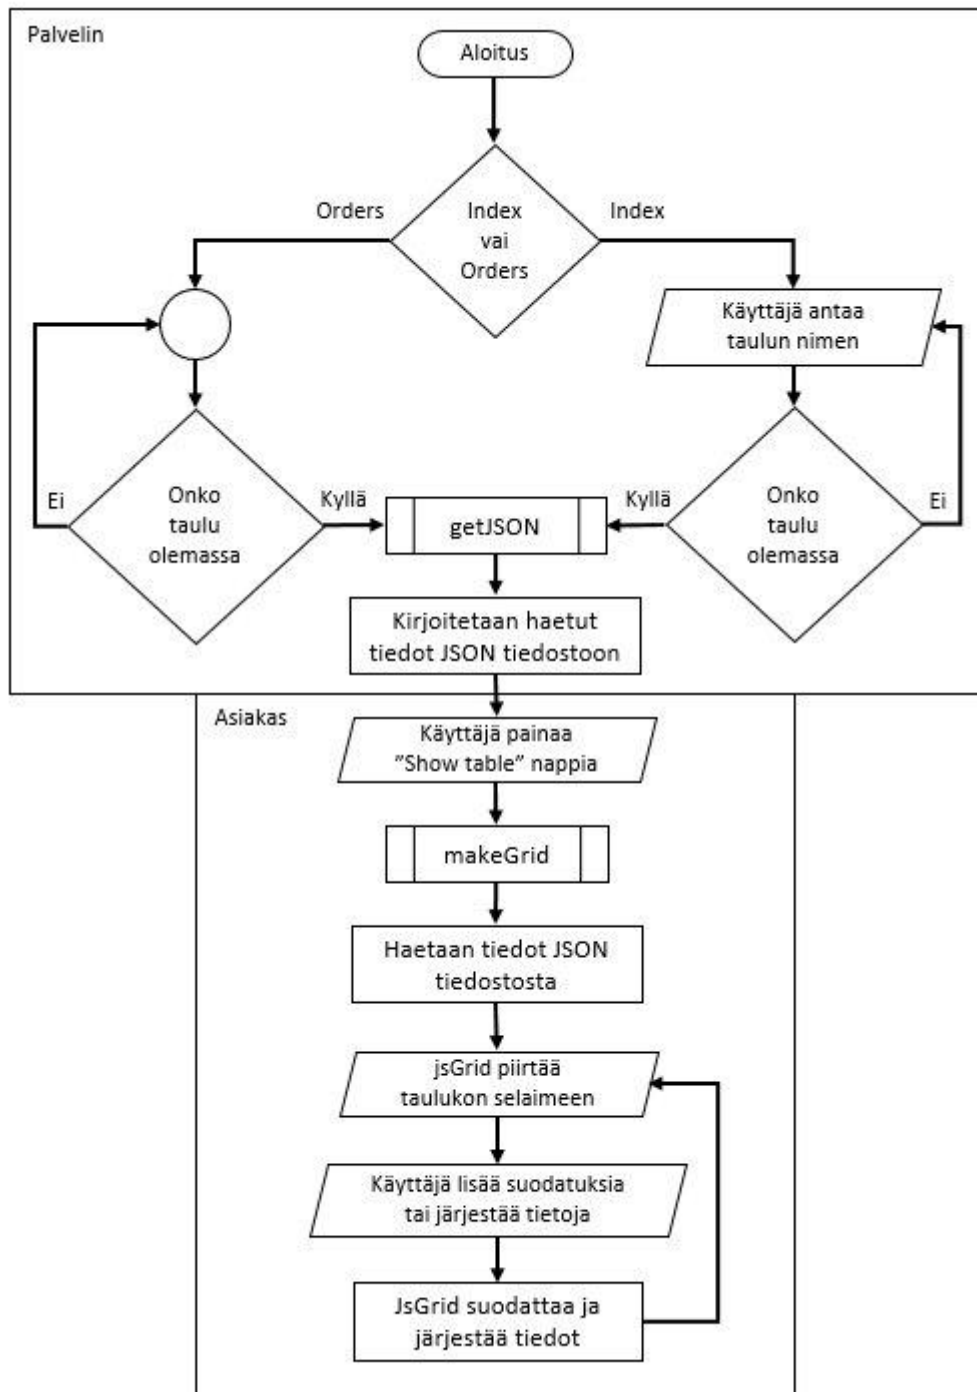 Palvelin
Aloitus
Orders
Index
vai
Orders
Index
Käyttäjä antaa
taulun nimen
Ei
Onko
taulu
olemassa
Kyllä
getJSON
Kyllä
Onko
taulu
olemassa
Ei
Kirjoitetaan haetut
tiedot JSON tiedostoon
Asiakas
Käyttäjä painaa
”Show table” nappia
makeGrid
Haetaan tiedot JSON
tiedostosta
jsGrid piirtää
taulukon selaimeen
Käyttäjä lisää suodatuksia
tai järjestää tietoja
JsGrid suodattaa ja
järjestää tiedot